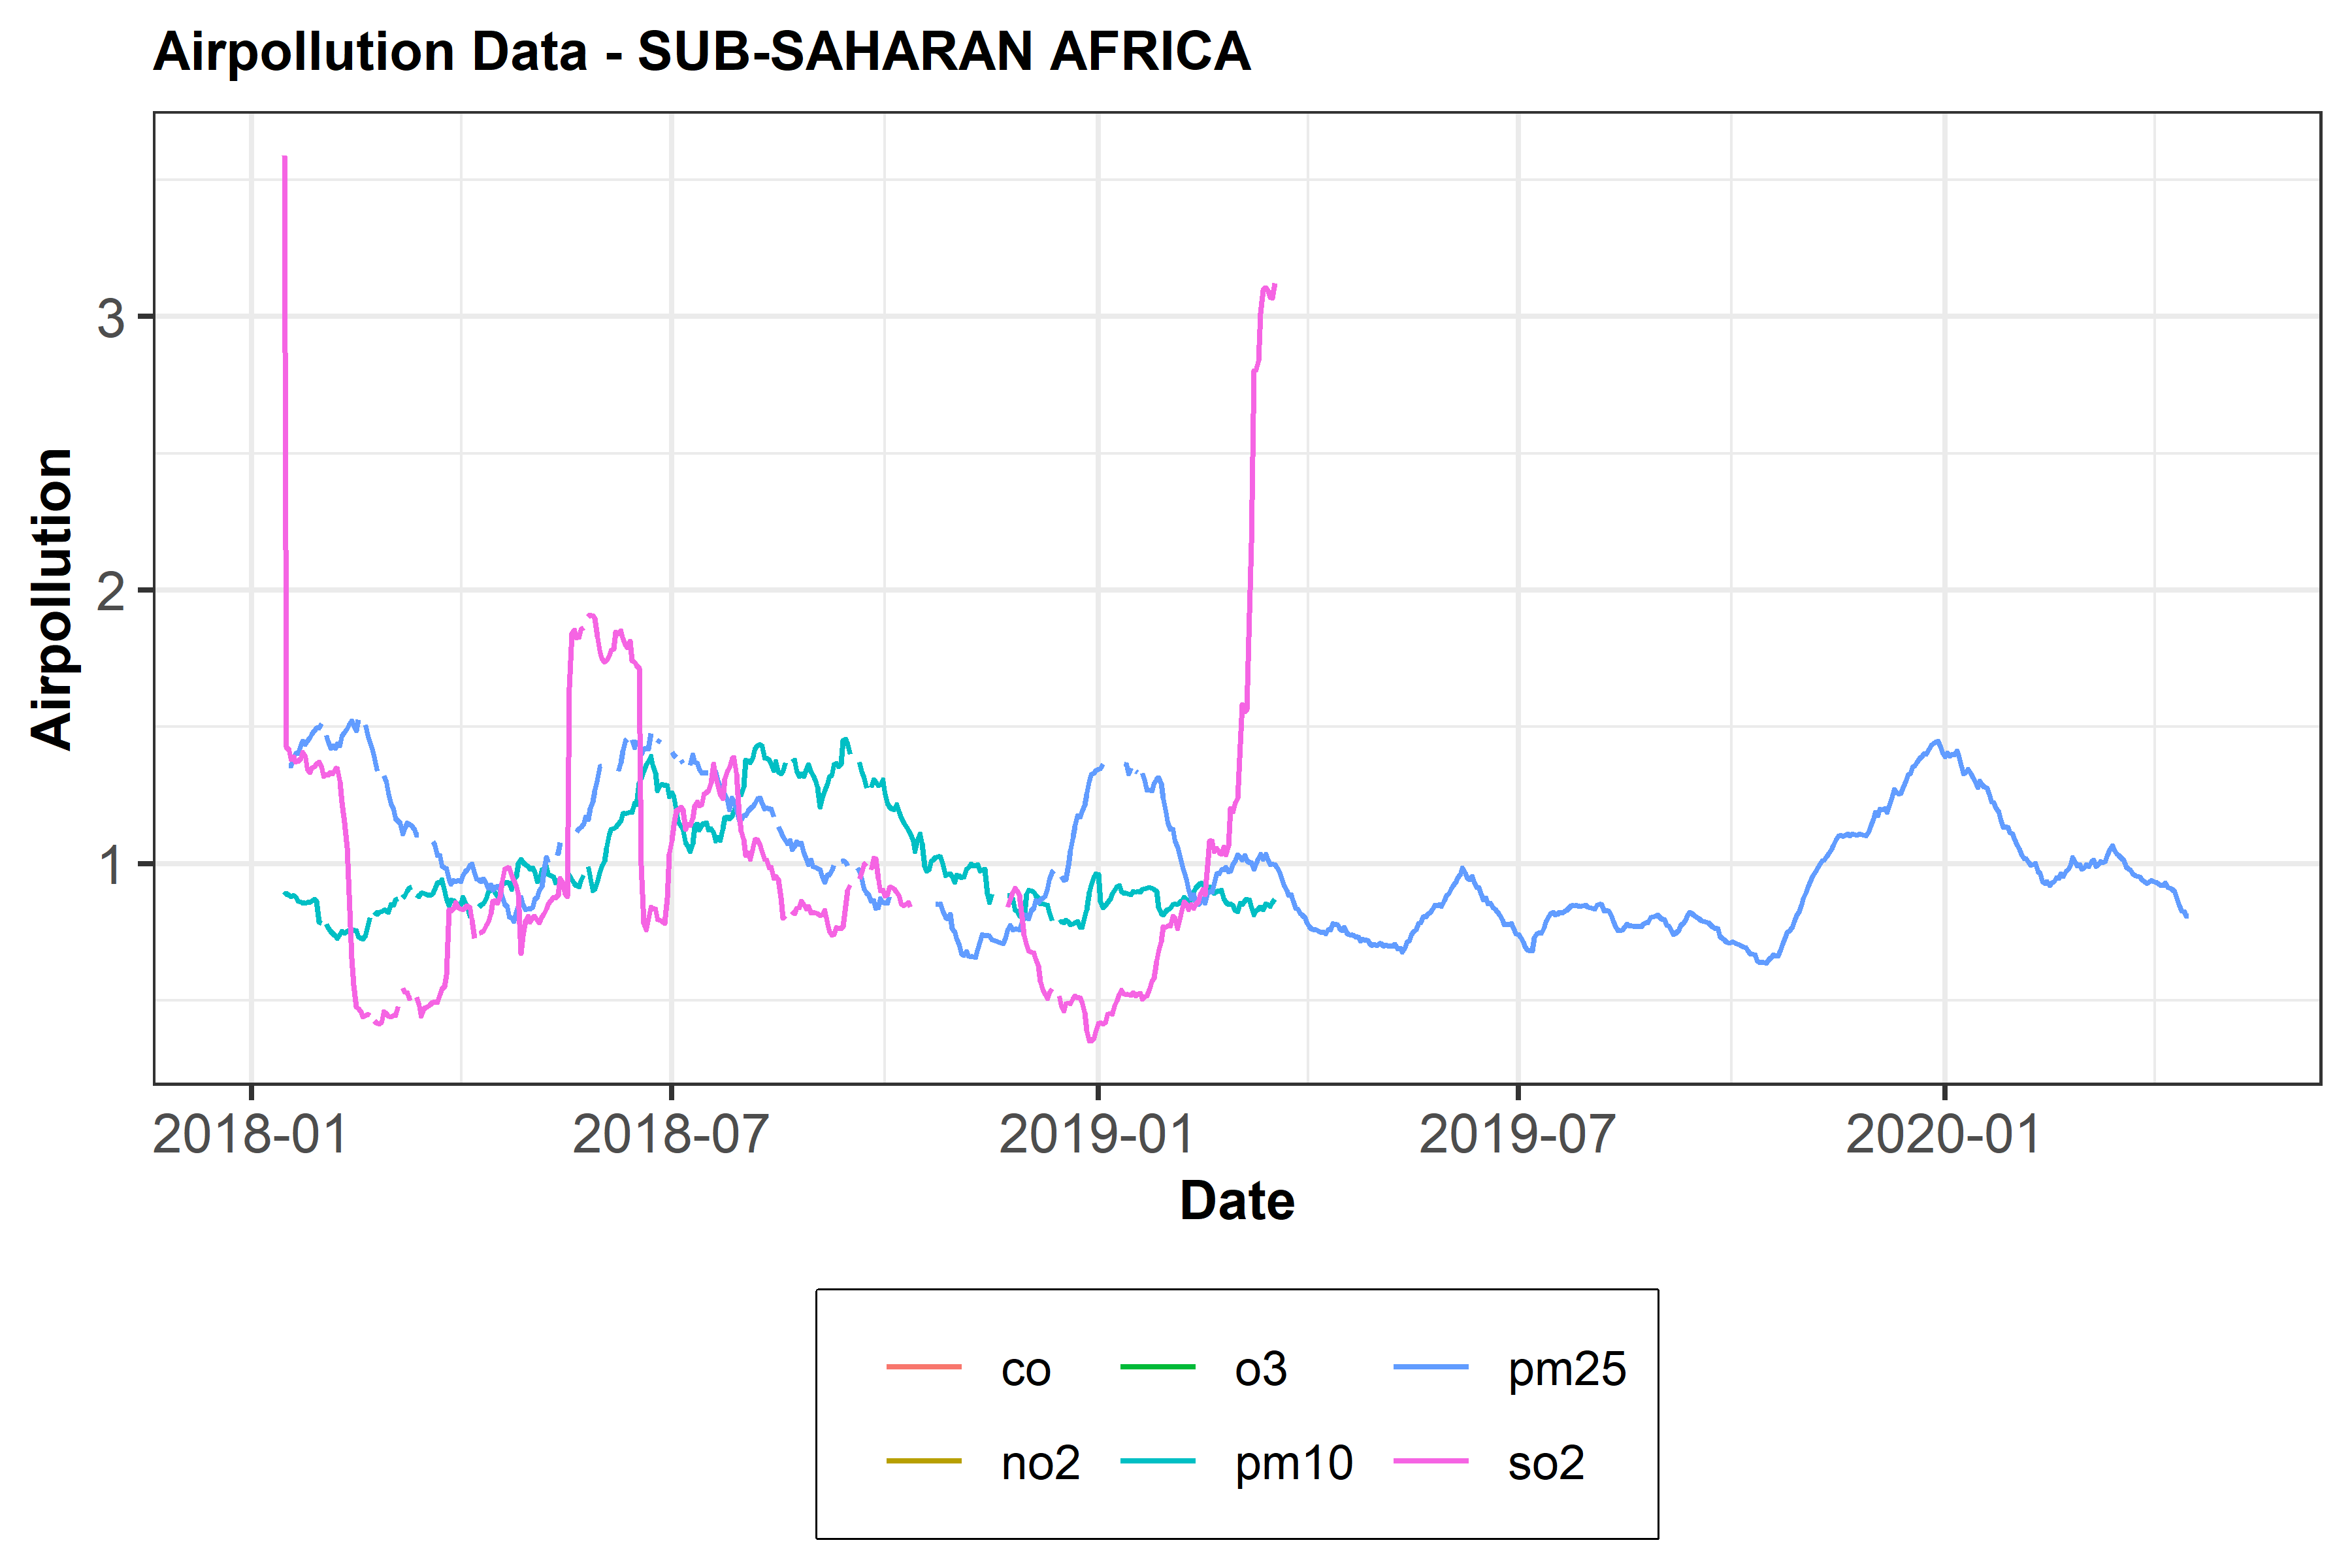 Airpollution Data - SUB-SAHARAN AFRICA
Airpollution
3
2
1
2018-01 2018-07 2019-01 2019-07 2020-01
Date
co o3 pm25
no2 pm10 so2